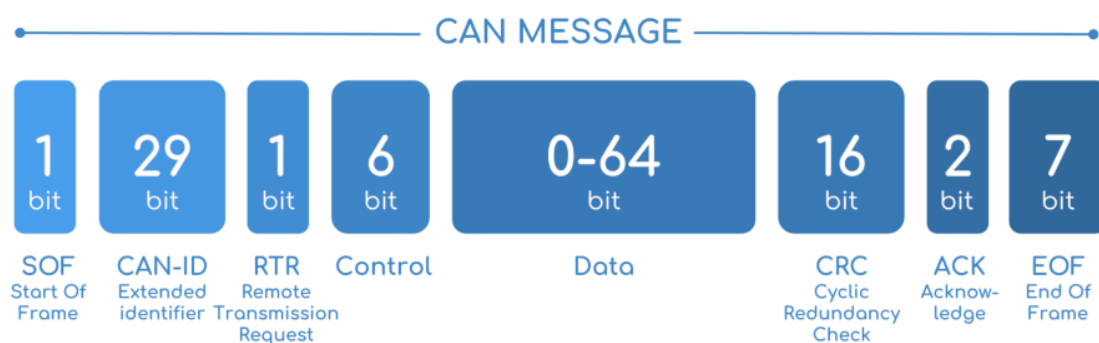 CAN MESSAGE
1
bit
29
bit
1
bit
6
bit
0-64
bit
16
bit
2
bit
7
bit
SOF
Start Of
Frame
CAN-ID
Extended
identifier
RTR
Remote
Transmission
Request
Control
Data
CRC
Cyclic
Redundancy
Check
ACK
Acknow-
ledge
EOF
End Of
Frame